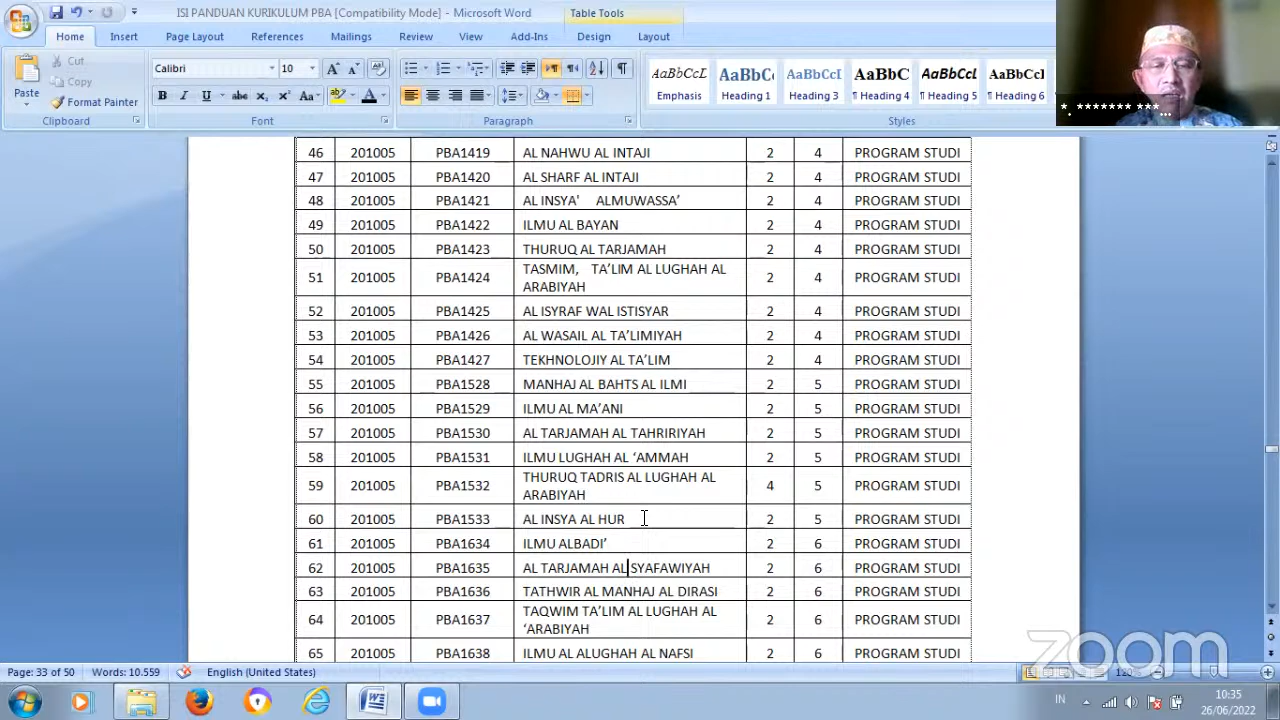 ISI PANDUAN KURIKULUM PBA [Compatibility Mode] - Microsoft Word
Table Tools
Home Insert Page Layout References Mailings Review View Add-Ins Design Layout
Paste
Cut
Copy
Format Painter
Clipboard
Calibri 10
B I U abc x₂ x² Aa
Font
Paragraph
AaBbCcL AaBbCc AaBbCcL AaBbC AaBbCcL AaBbCcI
Emphasis Heading 1 Heading 3 ¶ Heading 4 ¶ Heading 5 ¶ Heading 6
Styles
*. ******* ***...
46 201005 PBA1419 AL NAHWU AL INTAJI 2 4 PROGRAM STUDI
47 201005 PBA1420 AL SHARF AL INTAJI 2 4 PROGRAM STUDI
48 201005 PBA1421 AL INSYA' ALMUWASSA’ 2 4 PROGRAM STUDI
49 201005 PBA1422 ILMU AL BAYAN 2 4 PROGRAM STUDI
50 201005 PBA1423 THURUQ AL TARJAMAH 2 4 PROGRAM STUDI
51 201005 PBA1424 TASMIM, TA’LIM AL LUGHAH AL
ARABIYAH 2 4 PROGRAM STUDI
52 201005 PBA1425 AL ISYRAF WAL ISTISYAR 2 4 PROGRAM STUDI
53 201005 PBA1426 AL WASAIL AL TA’LIMIYAH 2 4 PROGRAM STUDI
54 201005 PBA1427 TEKHNOLOJIY AL TA’LIM 2 4 PROGRAM STUDI
55 201005 PBA1528 MANHAJ AL BAHTS AL ILMI 2 5 PROGRAM STUDI
56 201005 PBA1529 ILMU AL MA’ANI 2 5 PROGRAM STUDI
57 201005 PBA1530 AL TARJAMAH AL TAHRIRIYAH 2 5 PROGRAM STUDI
58 201005 PBA1531 ILMU LUGHAH AL ‘AMMAH 2 5 PROGRAM STUDI
59 201005 PBA1532 THURUQ TADRIS AL LUGHAH AL
ARABIYAH 4 5 PROGRAM STUDI
60 201005 PBA1533 AL INSYA AL HUR 2 5 PROGRAM STUDI
61 201005 PBA1634 ILMU ALBADI’ 2 6 PROGRAM STUDI
62 201005 PBA1635 AL TARJAMAH AL SYAFAWIYAH 2 6 PROGRAM STUDI
63 201005 PBA1636 TATHWIR AL MANHAJ AL DIRASI 2 6 PROGRAM STUDI
64 201005 PBA1637 TAQWIM TA’LIM AL LUGHAH AL
‘ARABIYAH 2 6 PROGRAM STUDI
65 201005 PBA1638 ILMU AL ALUGHAH AL NAFSI 2 6 PROGRAM STUDI
zoom
Page: 33 of 50 Words: 10.559 English (United States) 120%
IN
10:35
26/06/2022